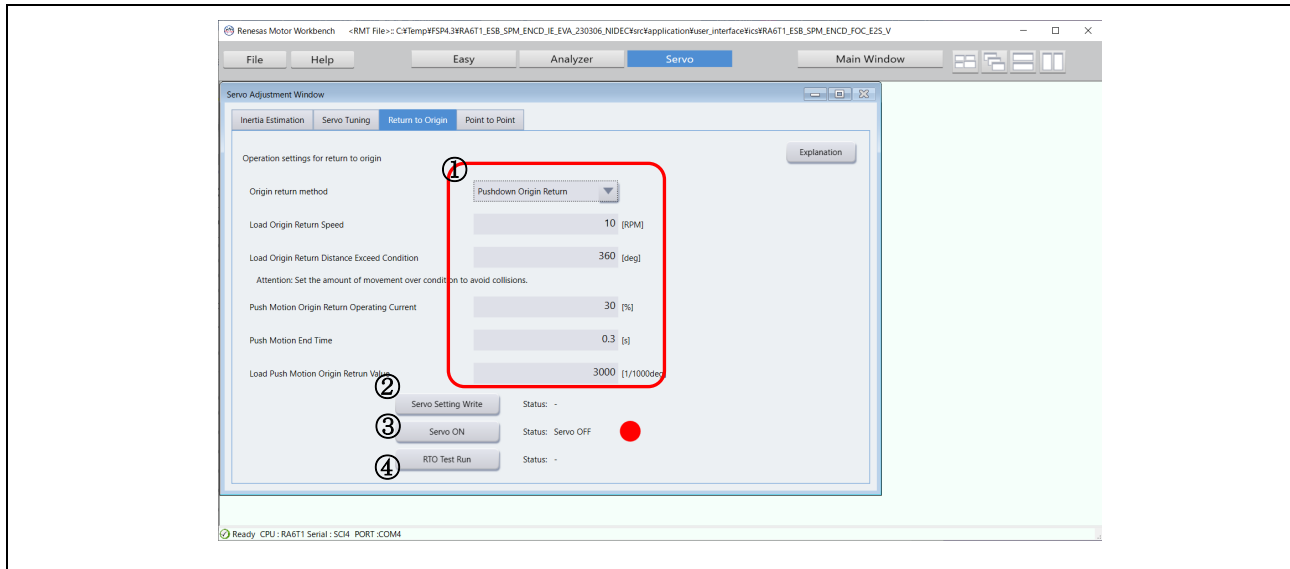 Renesas Motor Workbench <RMT File>:: C:¥Temp¥FSP4.3¥RA6T1_ESB_SPM_ENCD_IE_EVA_230306_NIDEC¥src¥application¥user_interface¥ics¥RA6T1_ESB_SPM_ENCD_FOC_E2S_V
File Help Easy Analyzer Servo Main Window
Servo Adjustment Window
Inertia Estimation Servo Tuning Return to Origin Point to Point
Explanation
Operation settings for return to origin
①
Origin return method Pushdown Origin Return
Load Origin Return Speed 10 [RPM]
Load Origin Return Distance Exceed Condition 360 [deg]
Attention: Set the amount of movement over condition to avoid collisions.
Push Motion Origin Return Operating Current 30 [%]
Push Motion End Time 0.3 [s]
Load Push Motion Origin Retrun Value 3000 [1/1000deg]
② Servo Setting Write Status: -
③ Servo ON Status: Servo OFF
④ RTO Test Run Status: -
Ready CPU : RA6T1 Serial : SCI4 PORT :COM4